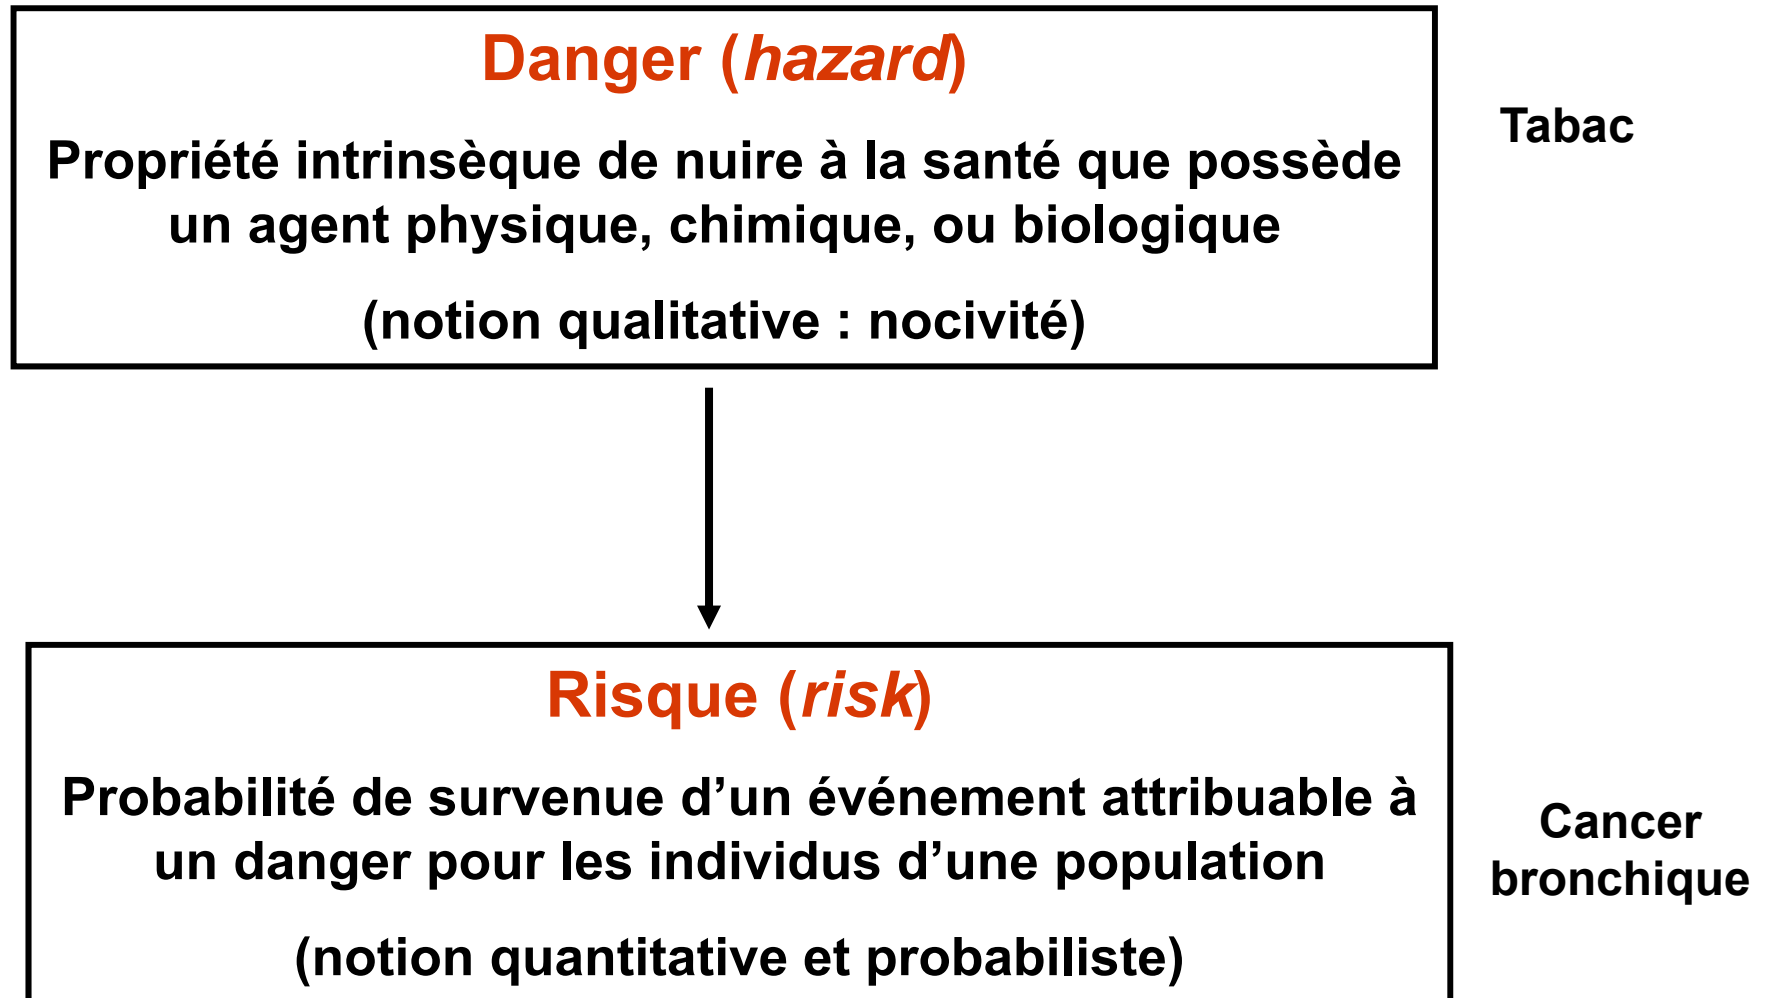 Danger (hazard)
Tabac
Propriété intrinsèque de nuire à la santé que possède
un agent physique, chimique, ou biologique
(notion qualitative : nocivité)
Risque (risk)
Probabilité de survenue d’un événement attribuable à
un danger pour les individus d’une population
(notion quantitative et probabiliste)
Cancer
bronchique